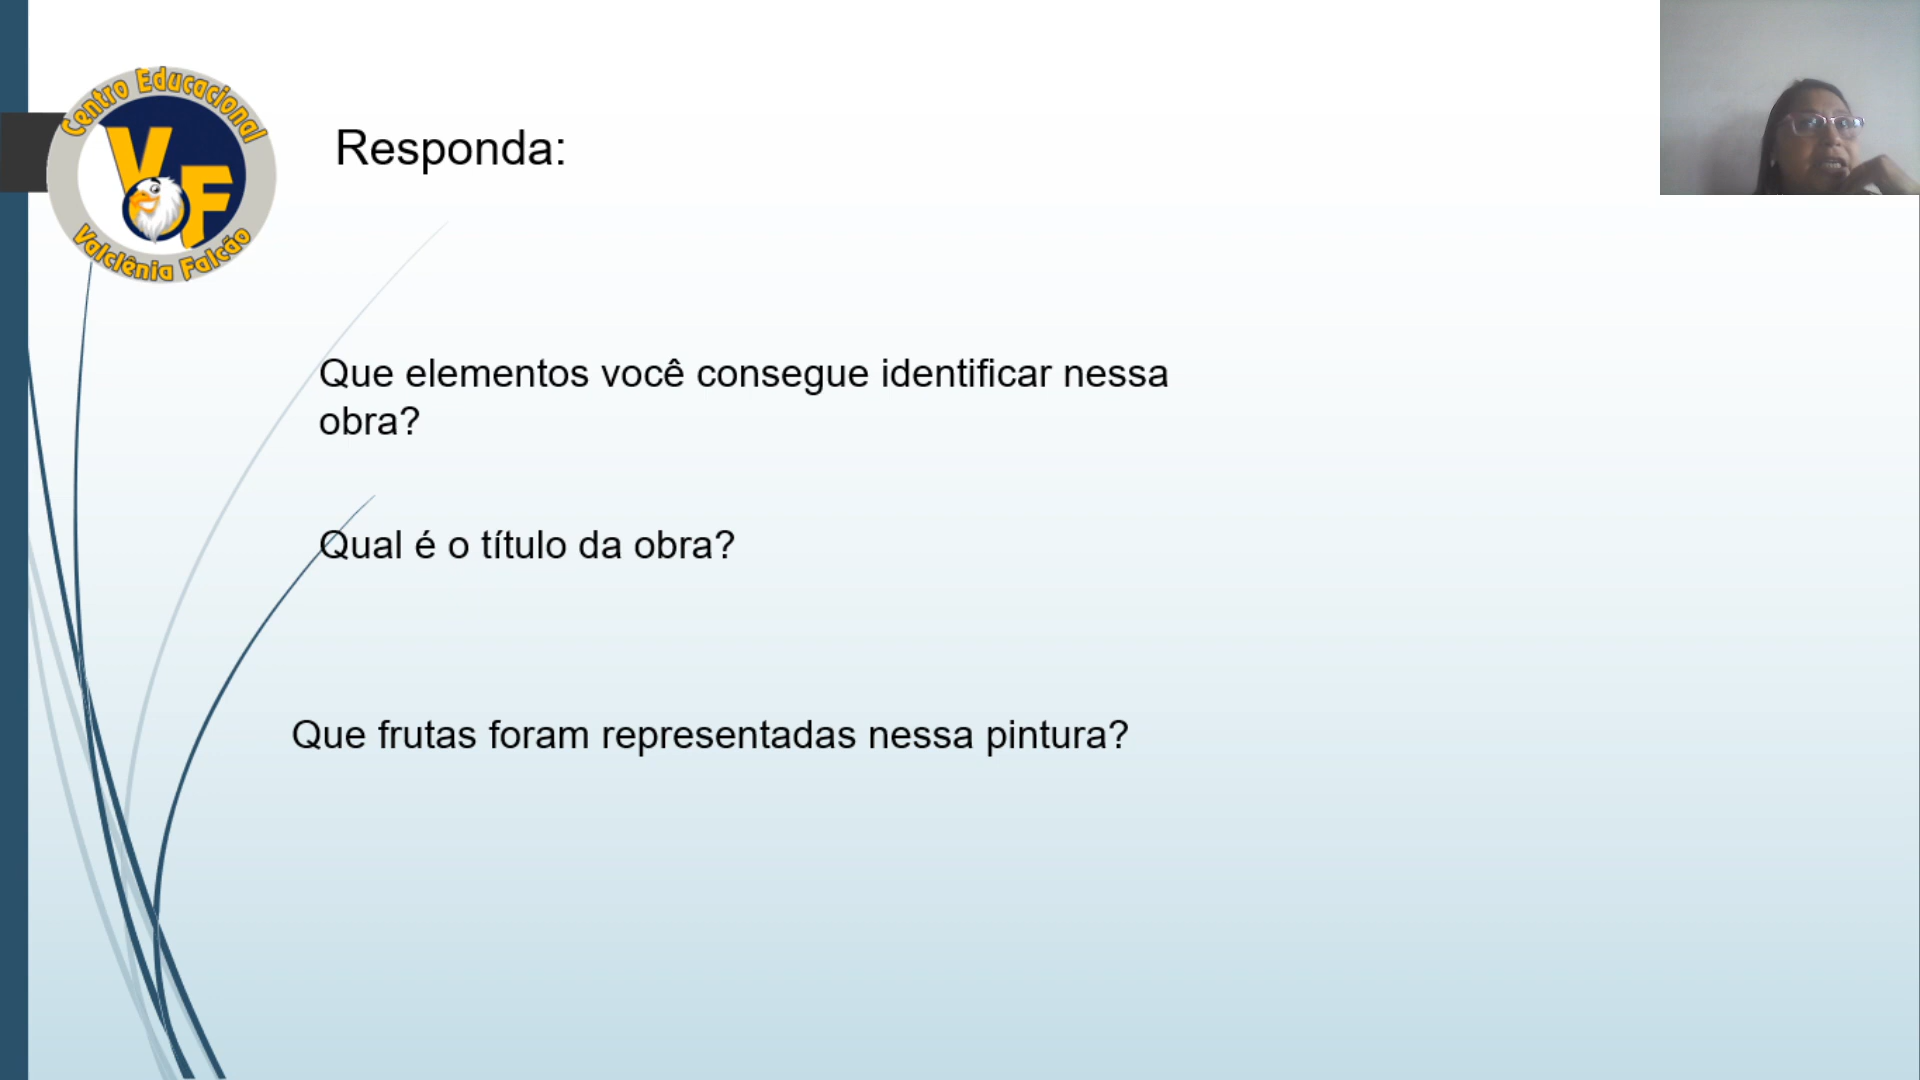 Centro Educacional
VF
Valclênia Falcão
Responda:
Que elementos você consegue identificar nessa
obra?
Qual é o título da obra?
Que frutas foram representadas nessa pintura?